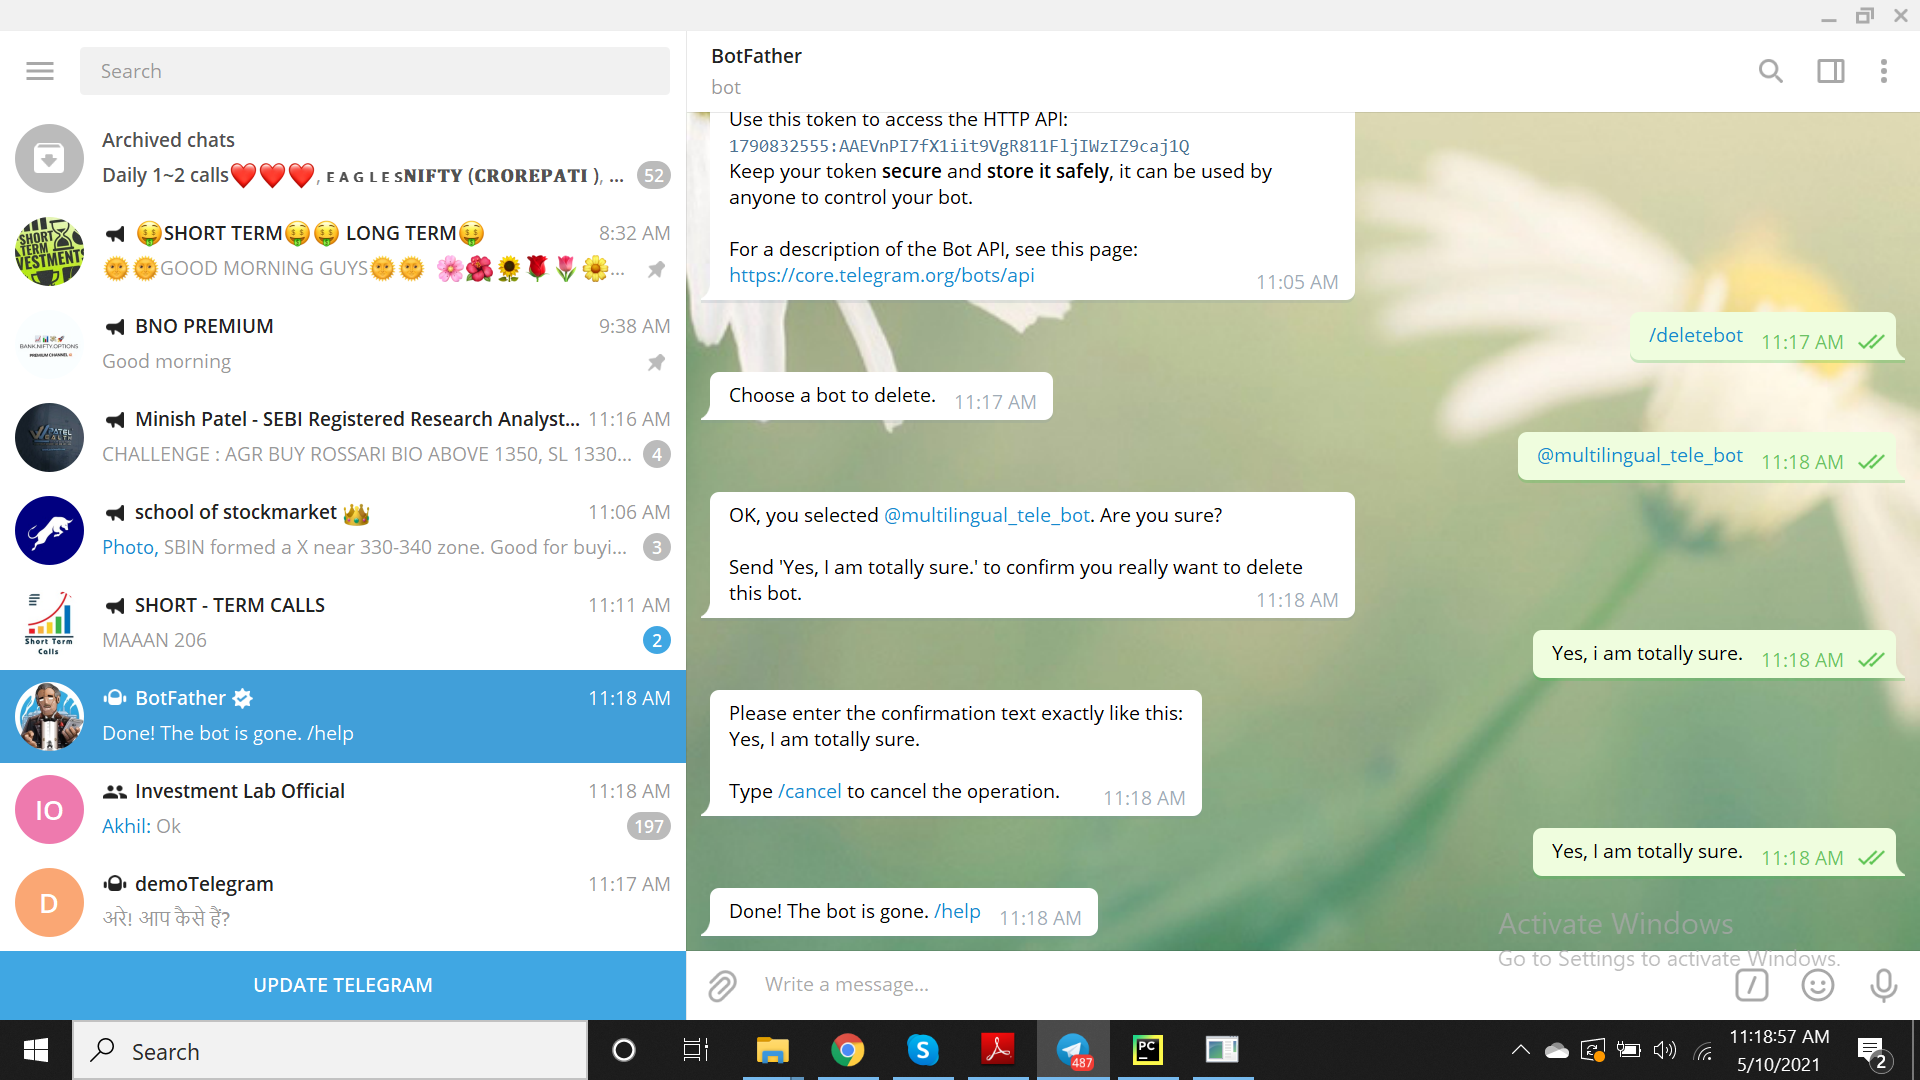 Search
BotFather
bot
Archived chats
Daily 1~2 calls❤️❤️❤️, ᴇ ᴀ ɢ ʟ ᴇ s𝐍𝐈𝐅𝐓𝐘 (𝐂𝐑𝐎𝐑𝐄𝐏𝐀𝐓𝐈 ), ... 52
🤑SHORT TERM🤑🤑 LONG TERM🤑 8:32 AM
🌞🌞GOOD MORNING GUYS🌞🌞 🌸🌺🌻🌹🌷🌼...
SHORT TERM
BNO PREMIUM 9:38 AM
Good morning
BANK NIFTY OPTIONS
PREMIUM CHANNEL
Minish Patel - SEBI Registered Research Analyst... 11:16 AM
CHALLENGE : AGR BUY ROSSARI BIO ABOVE 1350, SL 1330... 4
school of stockmarket 👑 11:06 AM
Photo, SBIN formed a X near 330-340 zone. Good for buyi... 3
SHORT - TERM CALLS 11:11 AM
MAAAN 206 2
Short Term
Calls
BotFather 11:18 AM
Done! The bot is gone. /help
IO
Investment Lab Official 11:18 AM
Akhil: Ok 197
D
demoTelegram 11:17 AM
अरे! आप कैसे हैं?
UPDATE TELEGRAM
Use this token to access the HTTP API:
1790832555:AAEVnPI7fX1iit9VgR811FljIWzIZ9caj1Q
Keep your token secure and store it safely, it can be used by
anyone to control your bot.
For a description of the Bot API, see this page:
https://core.telegram.org/bots/api 11:05 AM
/deletebot 11:17 AM
Choose a bot to delete. 11:17 AM
@multilingual_tele_bot 11:18 AM
OK, you selected @multilingual_tele_bot. Are you sure?
Send 'Yes, I am totally sure.' to confirm you really want to delete
this bot. 11:18 AM
Yes, i am totally sure. 11:18 AM
Please enter the confirmation text exactly like this:
Yes, I am totally sure.
Type /cancel to cancel the operation. 11:18 AM
Yes, I am totally sure. 11:18 AM
Done! The bot is gone. /help 11:18 AM
Activate Windows
Go to Settings to activate Windows.
Write a message...
Search
S
487
PC
11:18:57 AM
5/10/2021
2